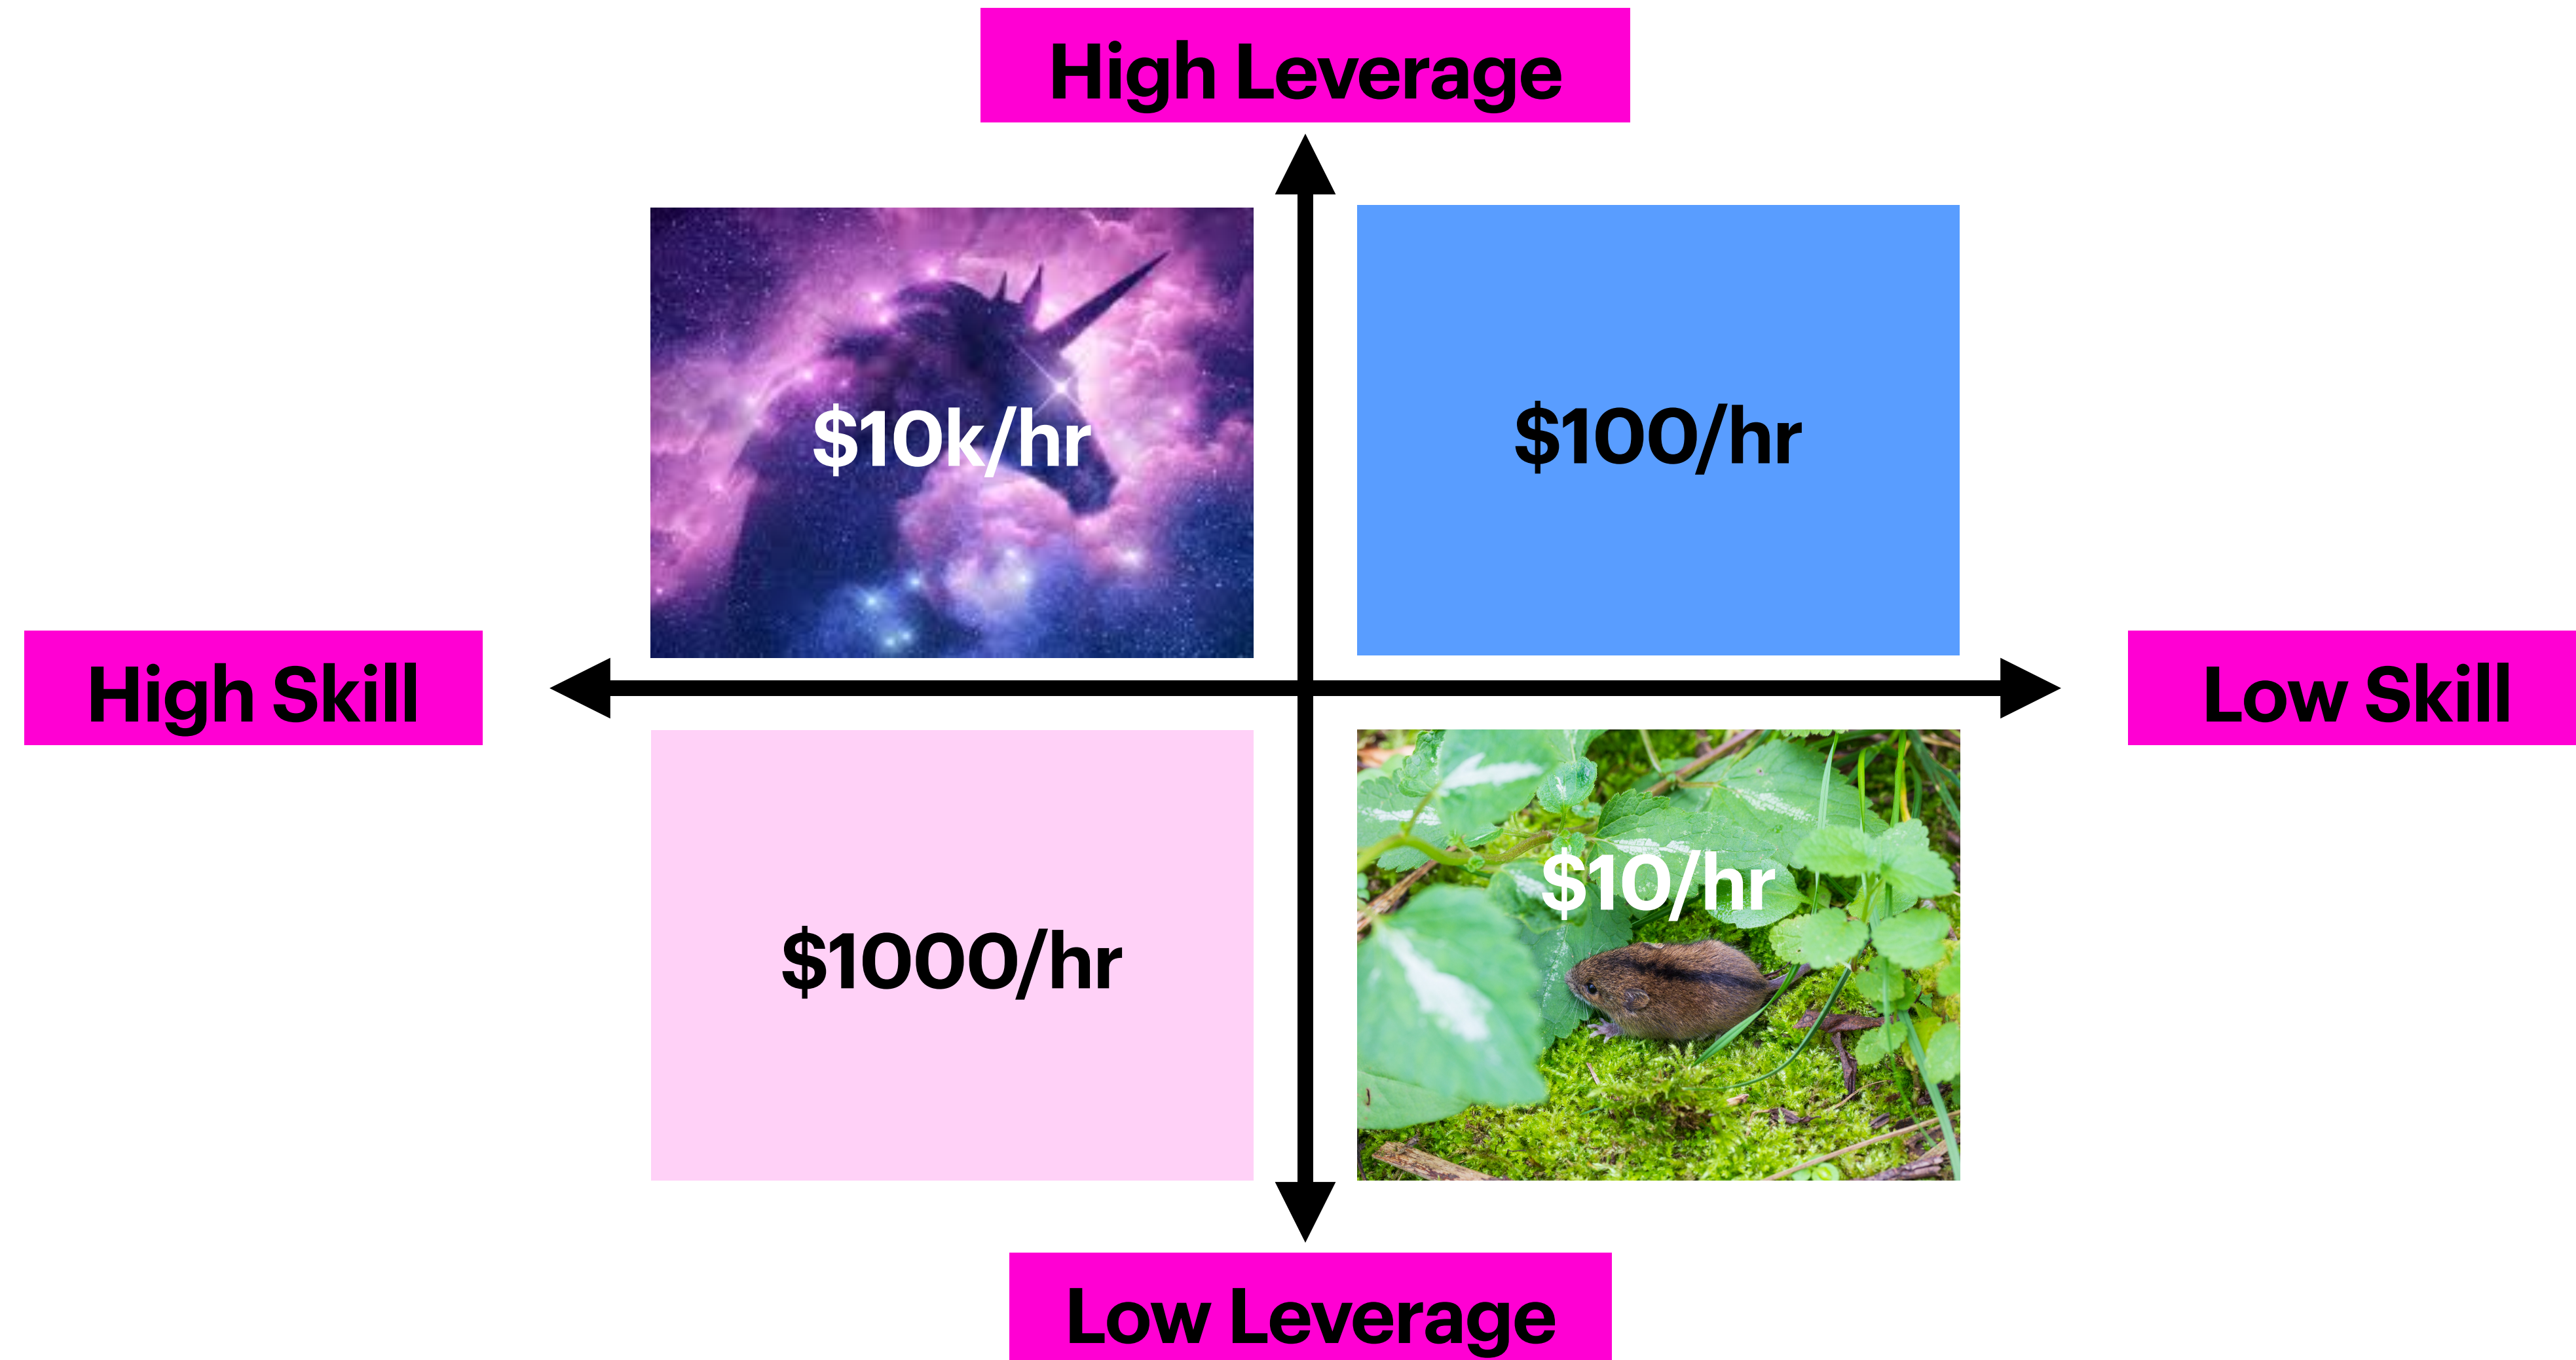 High Leverage
$10k/hr
$100/hr
High Skill
Low Skill
$1000/hr
$10/hr
Low Leverage